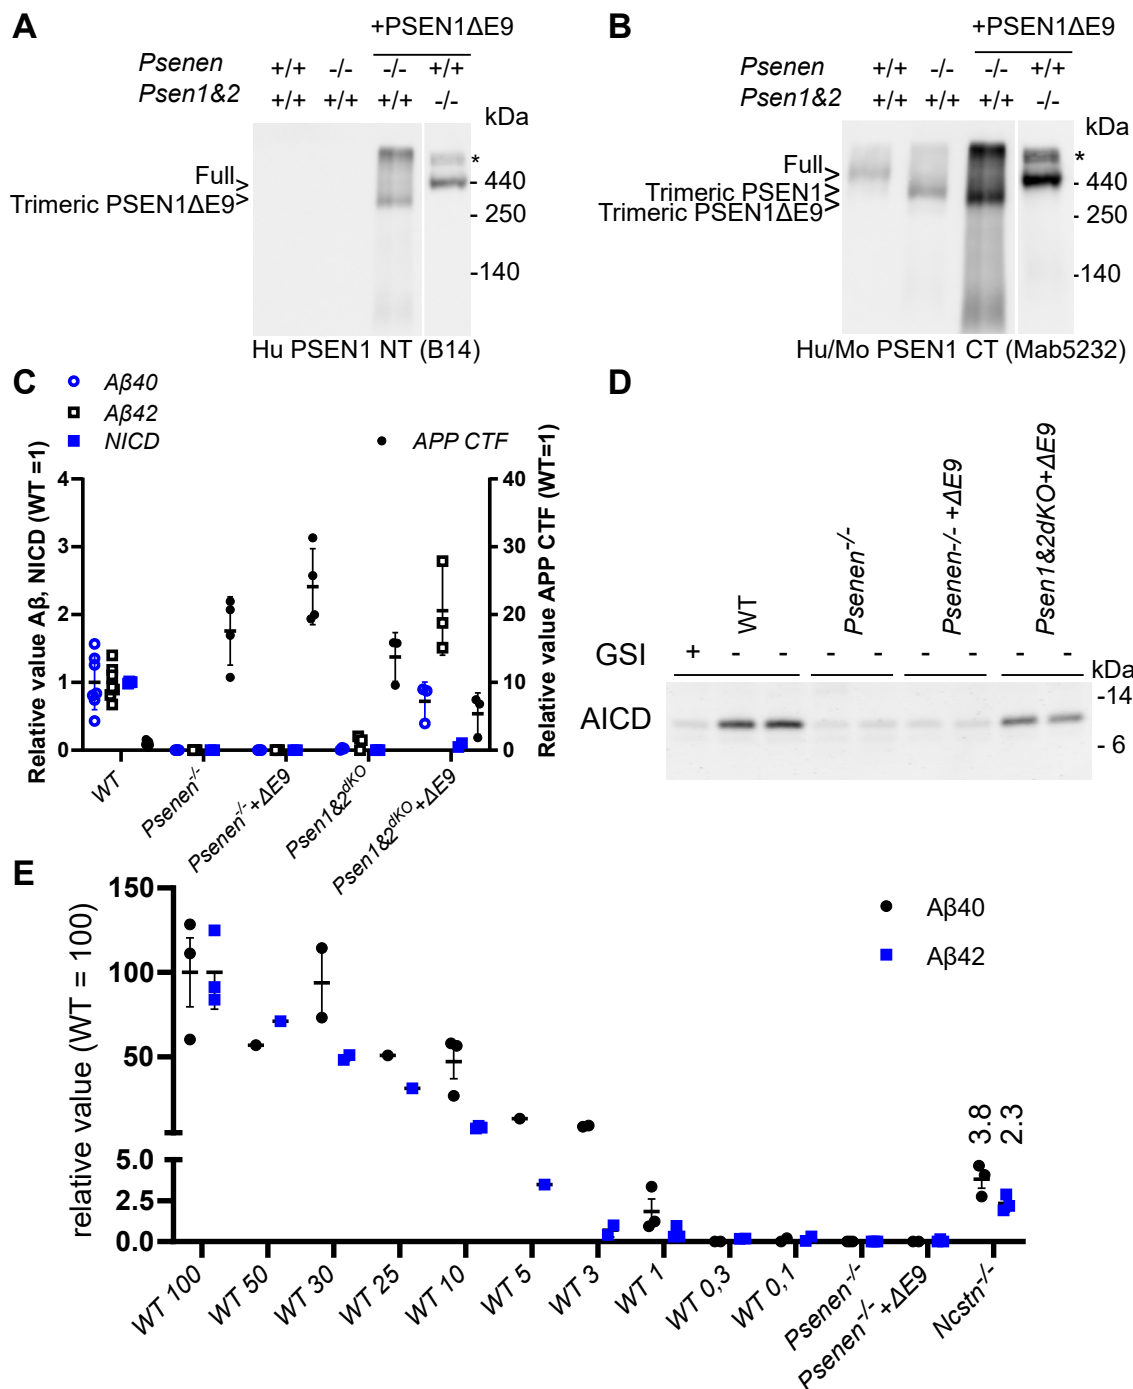 A
+PSEN1ΔE9
Psenen +/+ -/- -/- +/+
Psen1&2 +/+ +/+ +/+ -/-
kDa
*
Full >
- 440
Trimeric PSEN1ΔE9 >
- 250
-140
Hu PSEN1 NT (B14)
B
+PSEN1ΔE9
Psenen +/+ -/- -/- +/+
Psen1&2 +/+ +/+ +/+ -/-
kDa
*
Full >
- 440
Trimeric PSEN1 >
Trimeric PSEN1ΔE9 >
- 250
-140
Hu/Mo PSEN1 CT (Mab5232)
C
Aβ40
Aβ42
NICD
APP CTF
Relative value Aβ, NICD (WT =1)
4
3
2
1
0
Relative value APP CTF (WT=1)
40
30
20
10
0
WT
Psenen-/-
Psenen-/-+ΔE9
Psen1&2dKO
Psen1&2dKO+ΔE9
D
WT
Psenen-/-
Psenen-/- +ΔE9
Psen1&2dKO+ΔE9
GSI + - - - - - - - -
kDa
-14
AICD
- 6
E
relative value (WT = 100)
150
100
50
5.0
2.5
0.0
Aβ40
Aβ42
3.8
2.3
WT 100
WT 50
WT 30
WT 25
WT 10
WT 5
WT 3
WT 1
WT 0,3
WT 0,1
Psenen-/-
Psenen-/-+ΔE9
Ncstn-/-